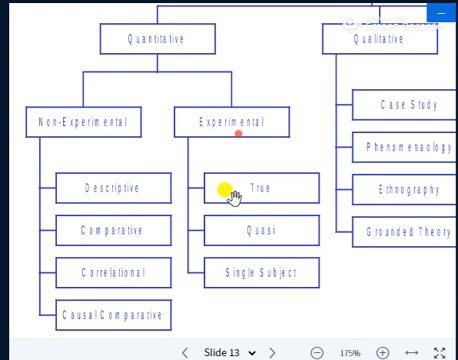 Quantitative
Qualitative
Non-Experimental
Experimental
Case Study
Phenomenaology
Descriptive
True
Ethnography
Comparative
Quasi
Grounded Theory
Correlational
Single Subject
Causal Comparative
Slide 13
175%